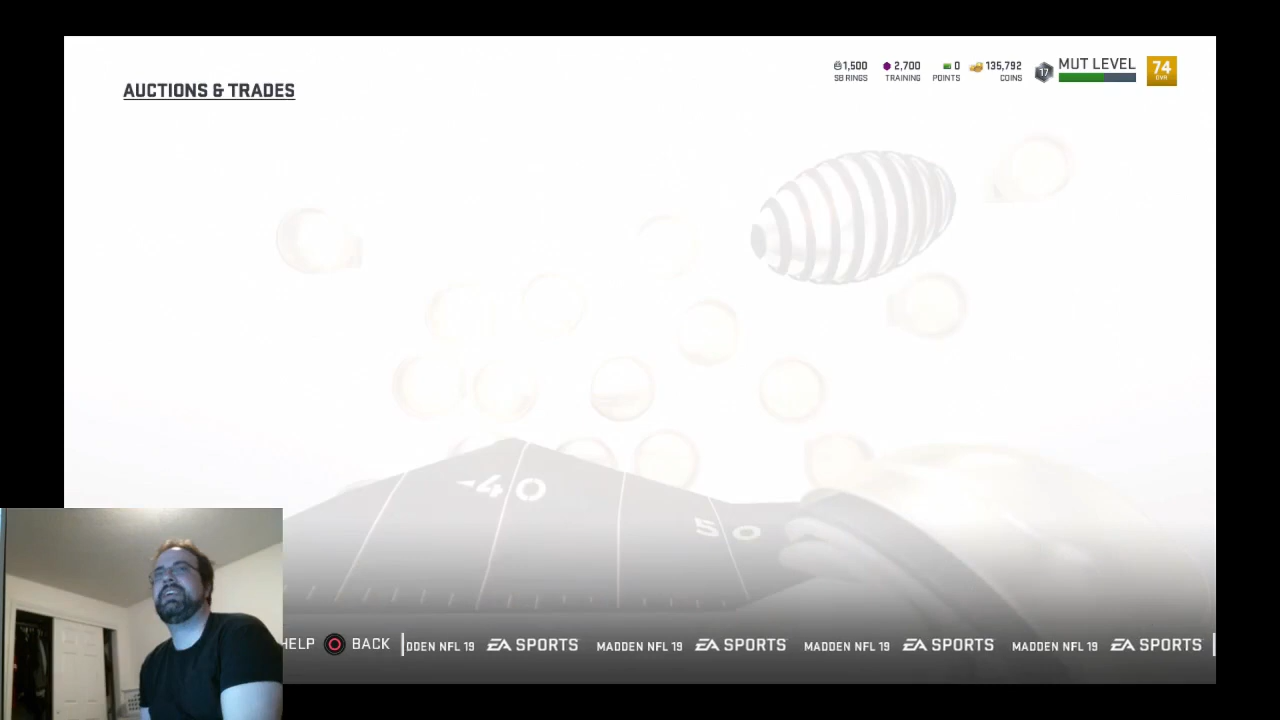 AUCTIONS & TRADES
1,500 SB RINGS
2,700 TRAINING
0 POINTS
135,792 COINS
17
MUT LEVEL
74 OVR
40
50
HELP BACK DDEN NFL 19 EA SPORTS MADDEN NFL 19 EA SPORTS MADDEN NFL 19 EA SPORTS MADDEN NFL 19 EA SPORTS